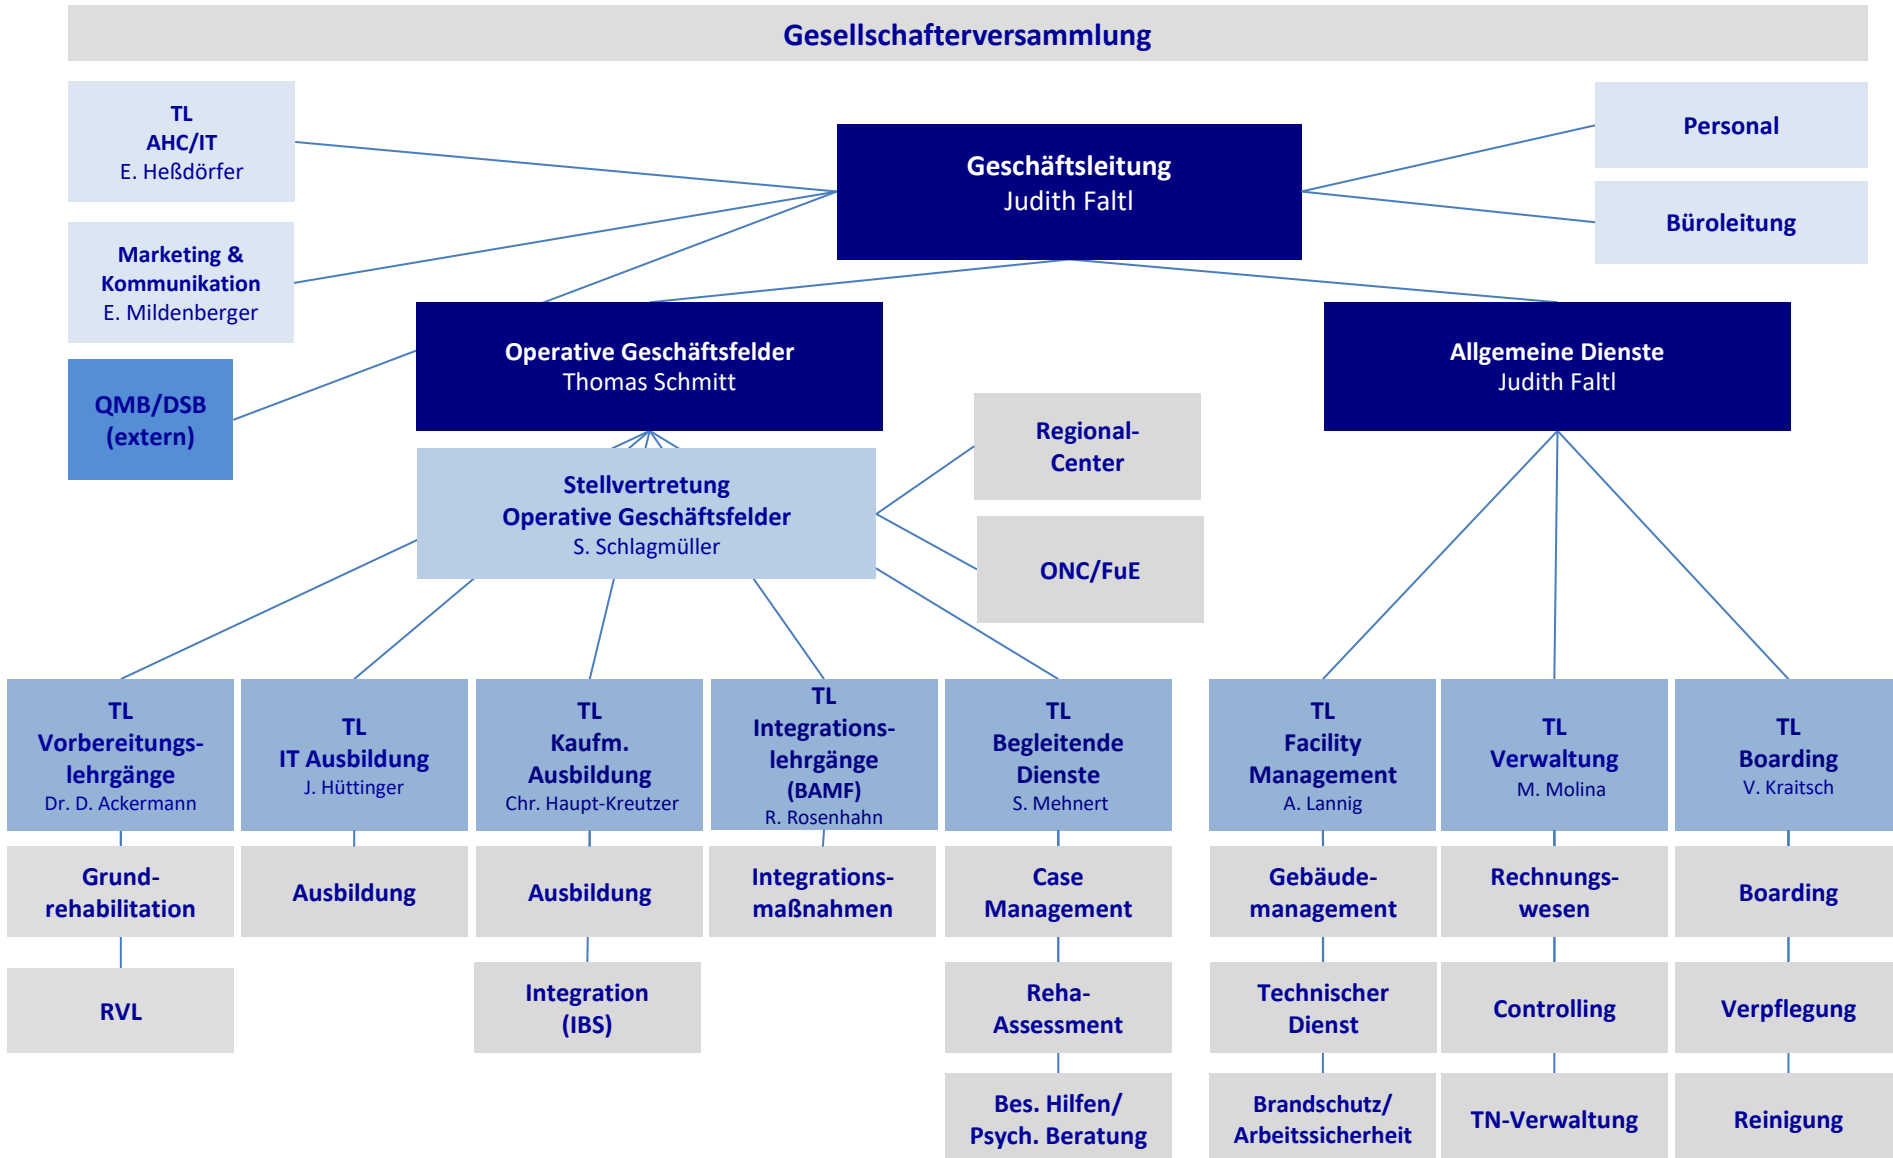 Gesellschafterversammlung
TL
AHC/IT
E. Heßdörfer
Marketing &
Kommunikation
E. Mildenberger
QMB/DSB
(extern)
Geschäftsleitung
Judith Faltl
Personal
Büroleitung
Operative Geschäftsfelder
Thomas Schmitt
Allgemeine Dienste
Judith Faltl
Stellvertretung
Operative Geschäftsfelder
S. Schlagmüller
Regional-
Center
ONC/FuE
TL
Vorbereitungs-
lehrgänge
Dr. D. Ackermann
TL
IT Ausbildung
J. Hüttinger
TL
Kaufm.
Ausbildung
Chr. Haupt-Kreutzer
TL
Integrations-
lehrgänge
(BAMF)
R. Rosenhahn
TL
Begleitende
Dienste
S. Mehnert
TL
Facility
Management
A. Lannig
TL
Verwaltung
M. Molina
TL
Boarding
V. Kraitsch
Grund-
rehabilitation
Ausbildung
Ausbildung
Integrations-
maßnahmen
Case
Management
Gebäude-
management
Rechnungs-
wesen
Boarding
RVL
Integration
(IBS)
Reha-
Assessment
Technischer
Dienst
Controlling
Verpflegung
Bes. Hilfen/
Psych. Beratung
Brandschutz/
Arbeitssicherheit
TN-Verwaltung
Reinigung